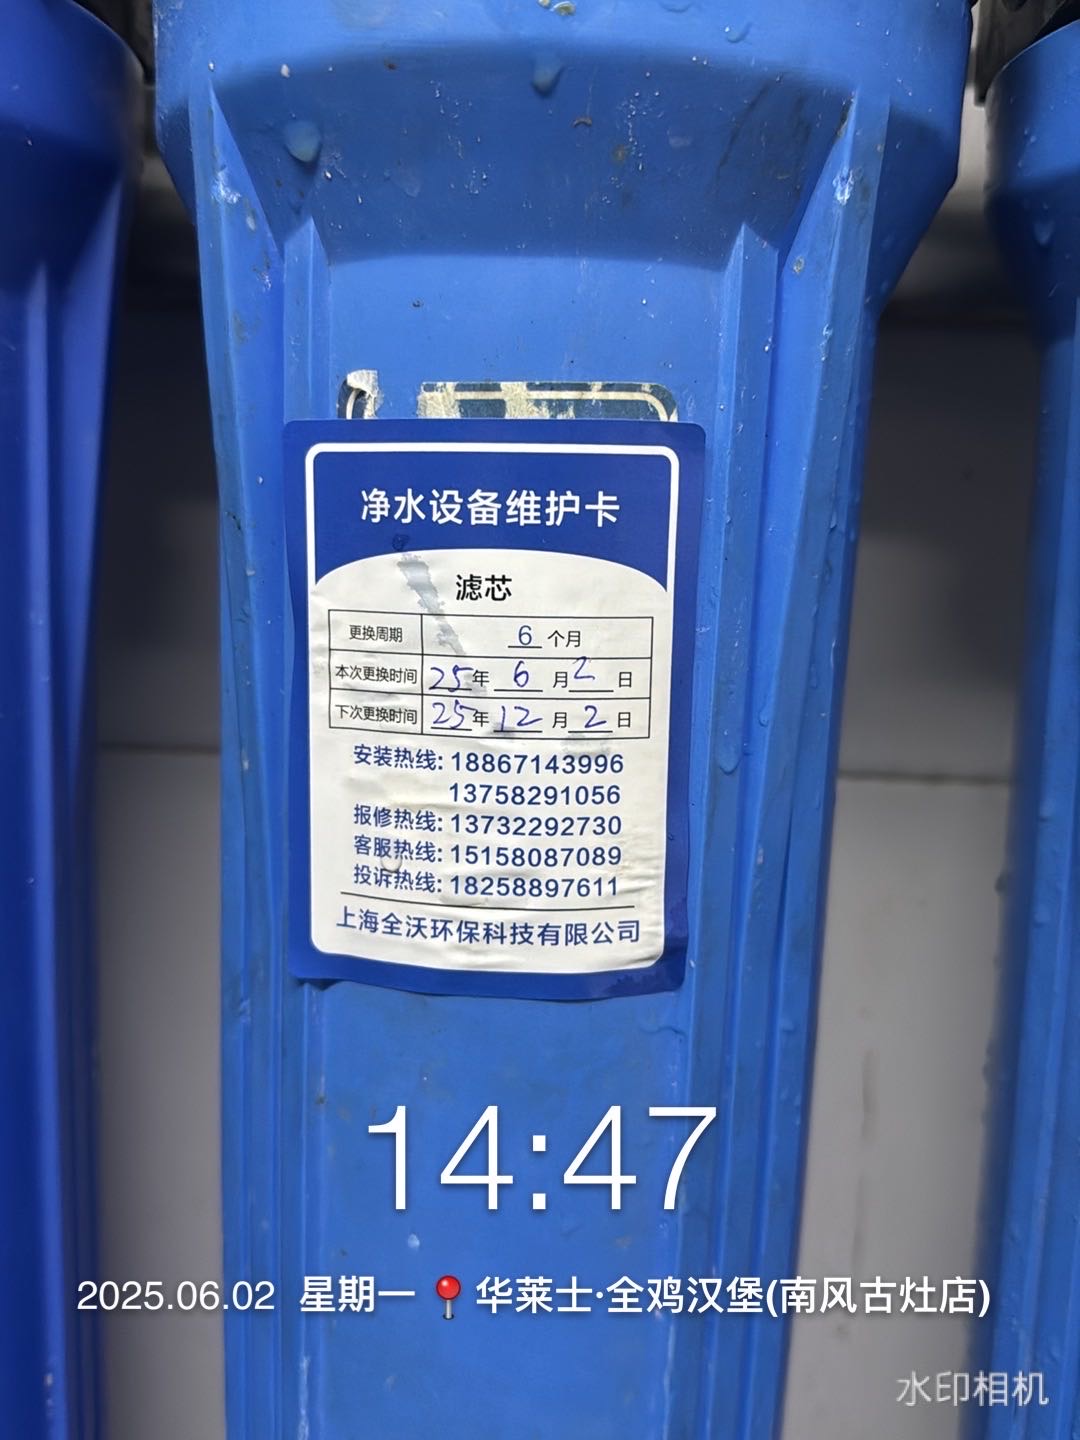 净水设备维护卡
滤芯
更换周期 6 个月
本次更换时间 25年 6 月 2 日
下次更换时间 25年 12 月 2 日
安装热线: 18867143996
13758291056
报修热线: 13732292730
客服热线: 15158087089
投诉热线: 18258897611
上海全沃环保科技有限公司
14:47
2025.06.02 星期一 📍 华莱士·全鸡汉堡(南风古灶店)
水印相机